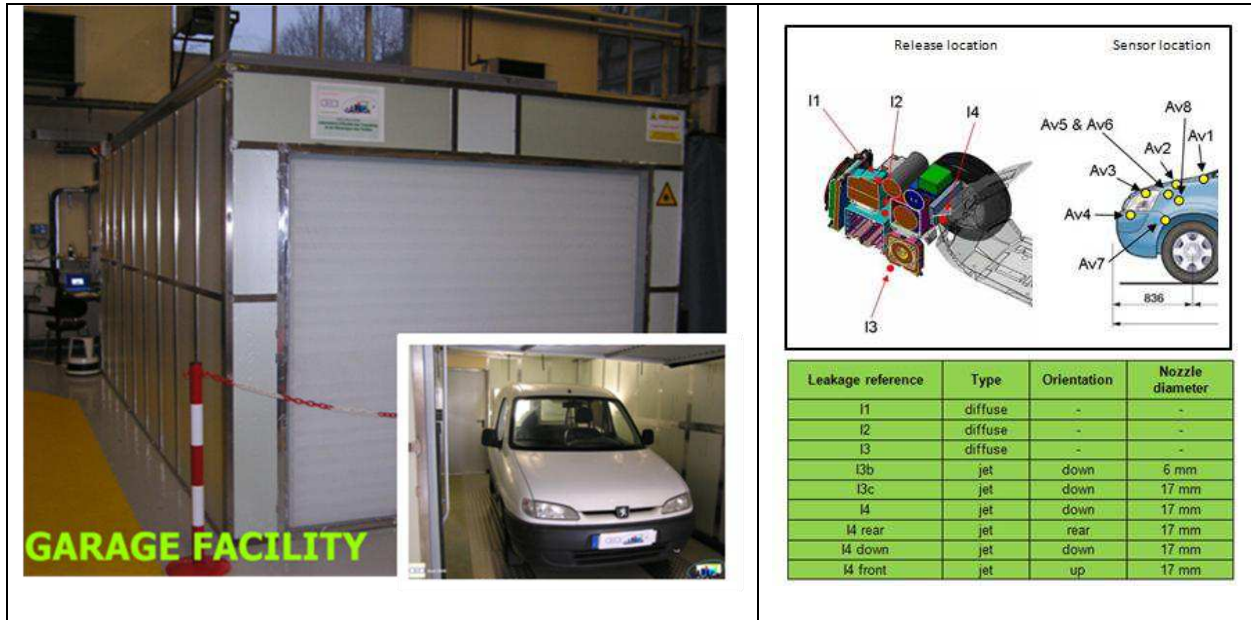 GARAGE FACILITY
Release location
Sensor location
I1
I2
I4
I3
Av8
Av5 & Av6
Av1
Av2
Av3
Av4
Av7
836
Leakage reference Type Orientation Nozzle diameter
I1 diffuse - -
I2 diffuse - -
I3 diffuse - -
I3b jet down 6 mm
I3c jet down 17 mm
I4 jet down 17 mm
I4 rear jet rear 17 mm
I4 down jet down 17 mm
I4 front jet up 17 mm